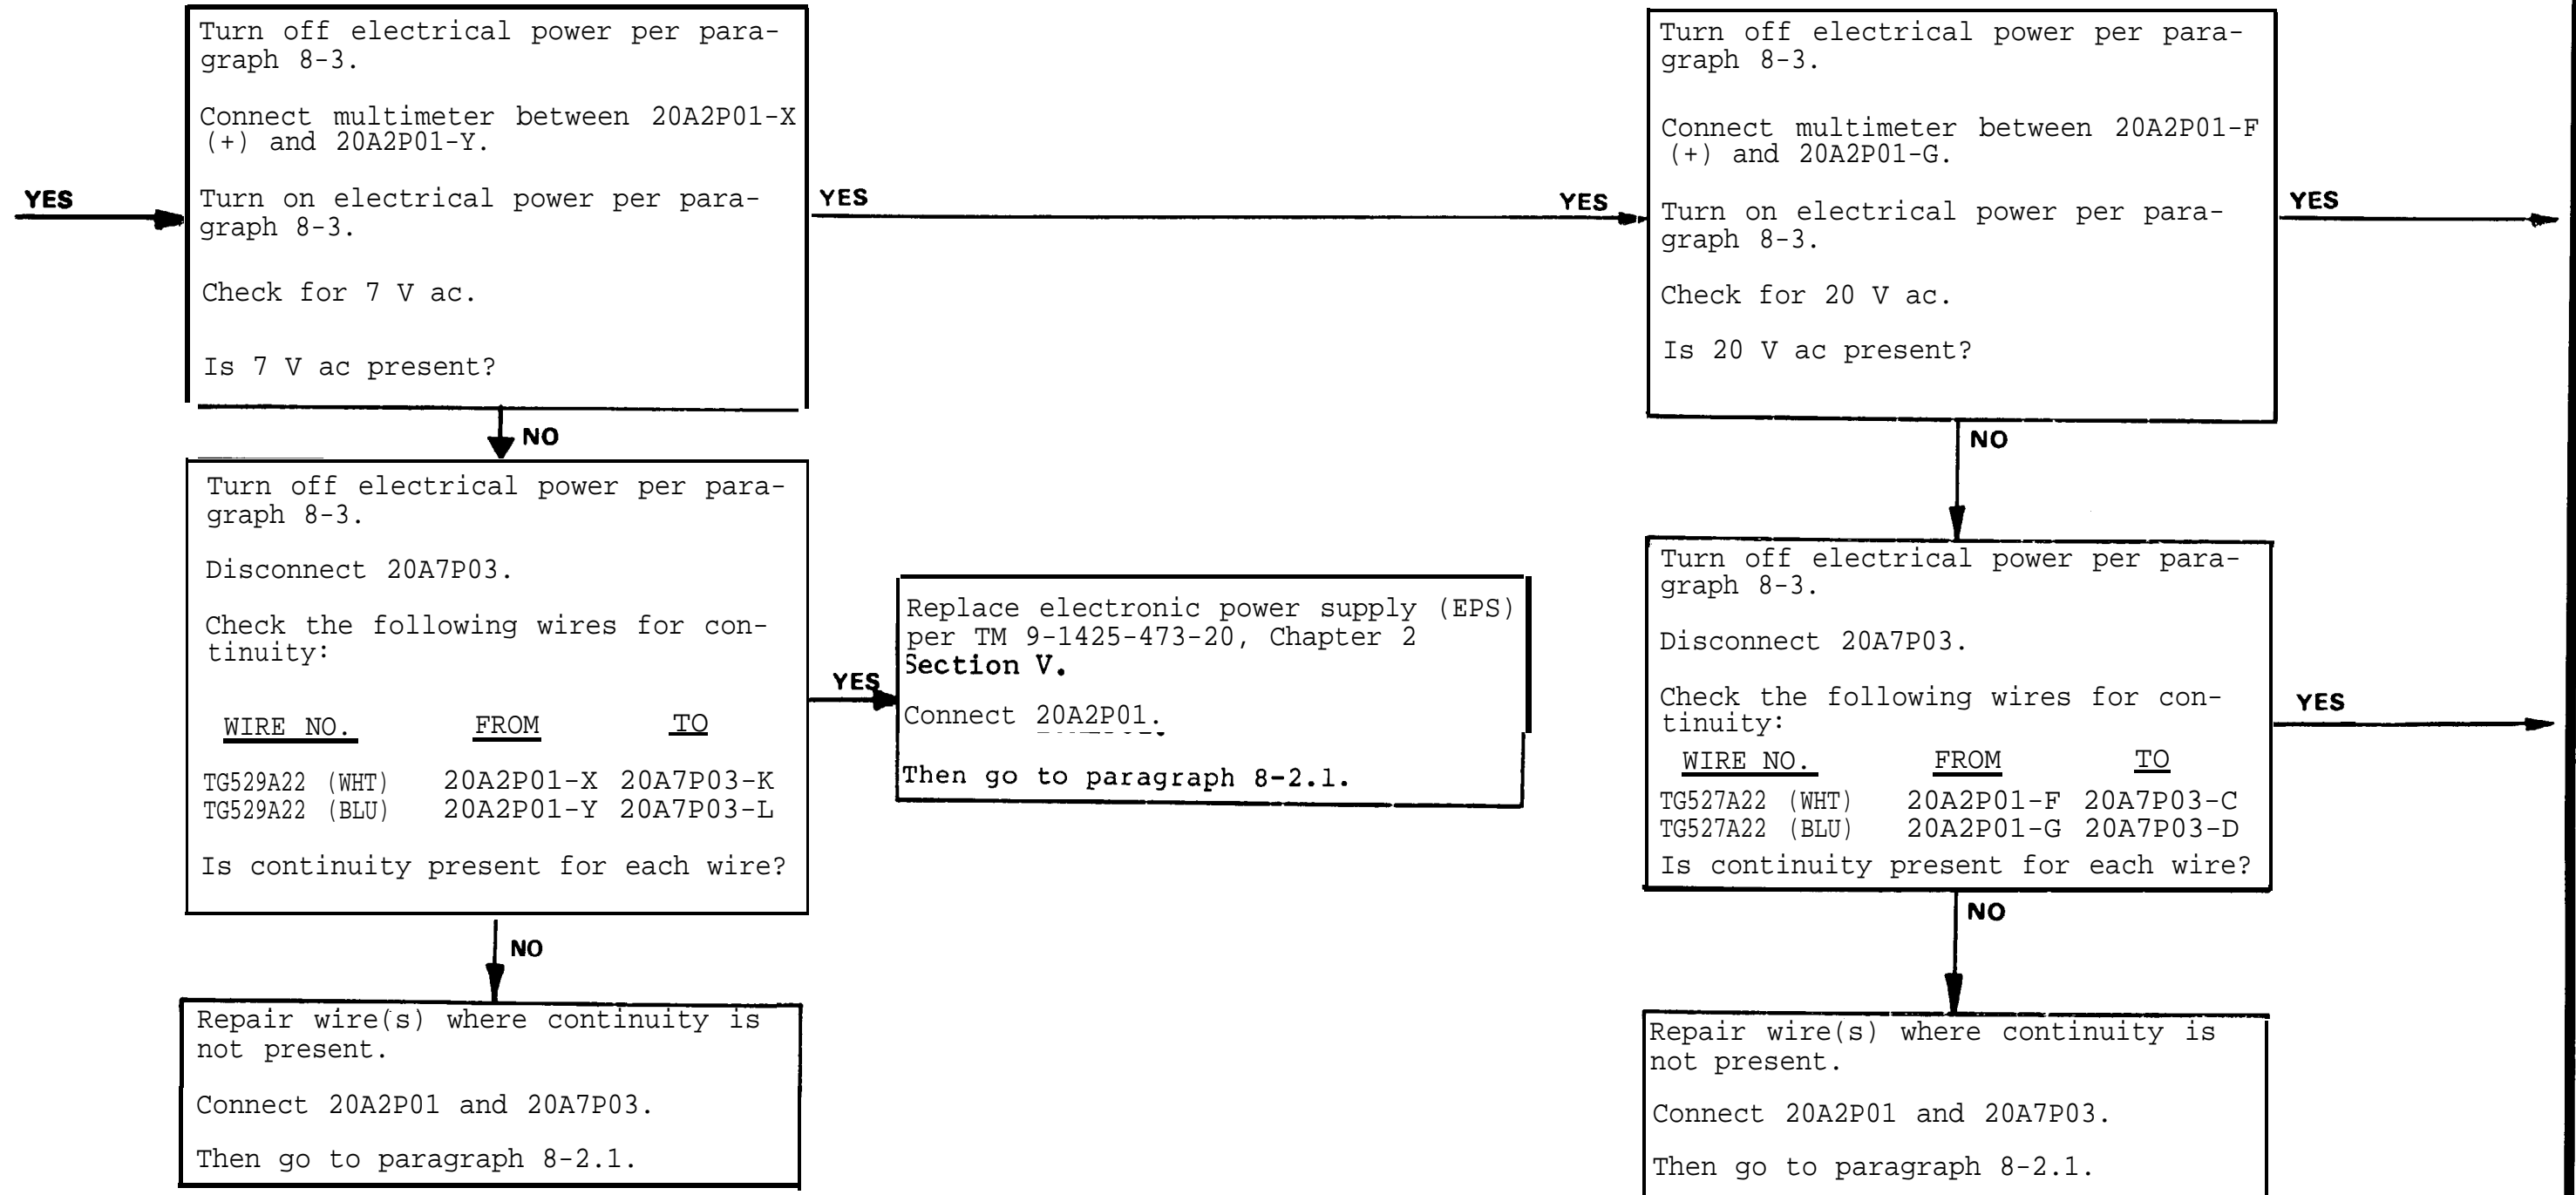 YES
Turn off electrical power per para-
graph 8-3.
Connect multimeter between 20A2P01-X
(+) and 20A2P01-Y.
Turn on electrical power per para-
graph 8-3.
Check for 7 V ac.
Is 7 V ac present?
YES
NO
Turn off electrical power per para-
graph 8-3.
Disconnect 20A7P03.
Check the following wires for con-
tinuity:
WIRE NO. FROM TO
TG529A22 (WHT) 20A2P01-X 20A7P03-K
TG529A22 (BLU) 20A2P01-Y 20A7P03-L
Is continuity present for each wire?
NO
Repair wire(s) where continuity is
not present.
Connect 20A2P01 and 20A7P03.
Then go to paragraph 8-2.1.
YES
Replace electronic power supply (EPS)
per TM 9-1425-473-20, Chapter 2
Section V.
Connect 20A2P01.
Then go to paragraph 8-2.1.
YES
Turn off electrical power per para-
graph 8-3.
Connect multimeter between 20A2P01-F
(+) and 20A2P01-G.
Turn on electrical power per para-
graph 8-3.
Check for 20 V ac.
Is 20 V ac present?
YES
NO
Turn off electrical power per para-
graph 8-3.
Disconnect 20A7P03.
Check the following wires for con-
tinuity:
WIRE NO. FROM TO
TG527A22 (WHT) 20A2P01-F 20A7P03-C
TG527A22 (BLU) 20A2P01-G 20A7P03-D
Is continuity present for each wire?
YES
NO
Repair wire(s) where continuity is
not present.
Connect 20A2P01 and 20A7P03.
Then go to paragraph 8-2.1.